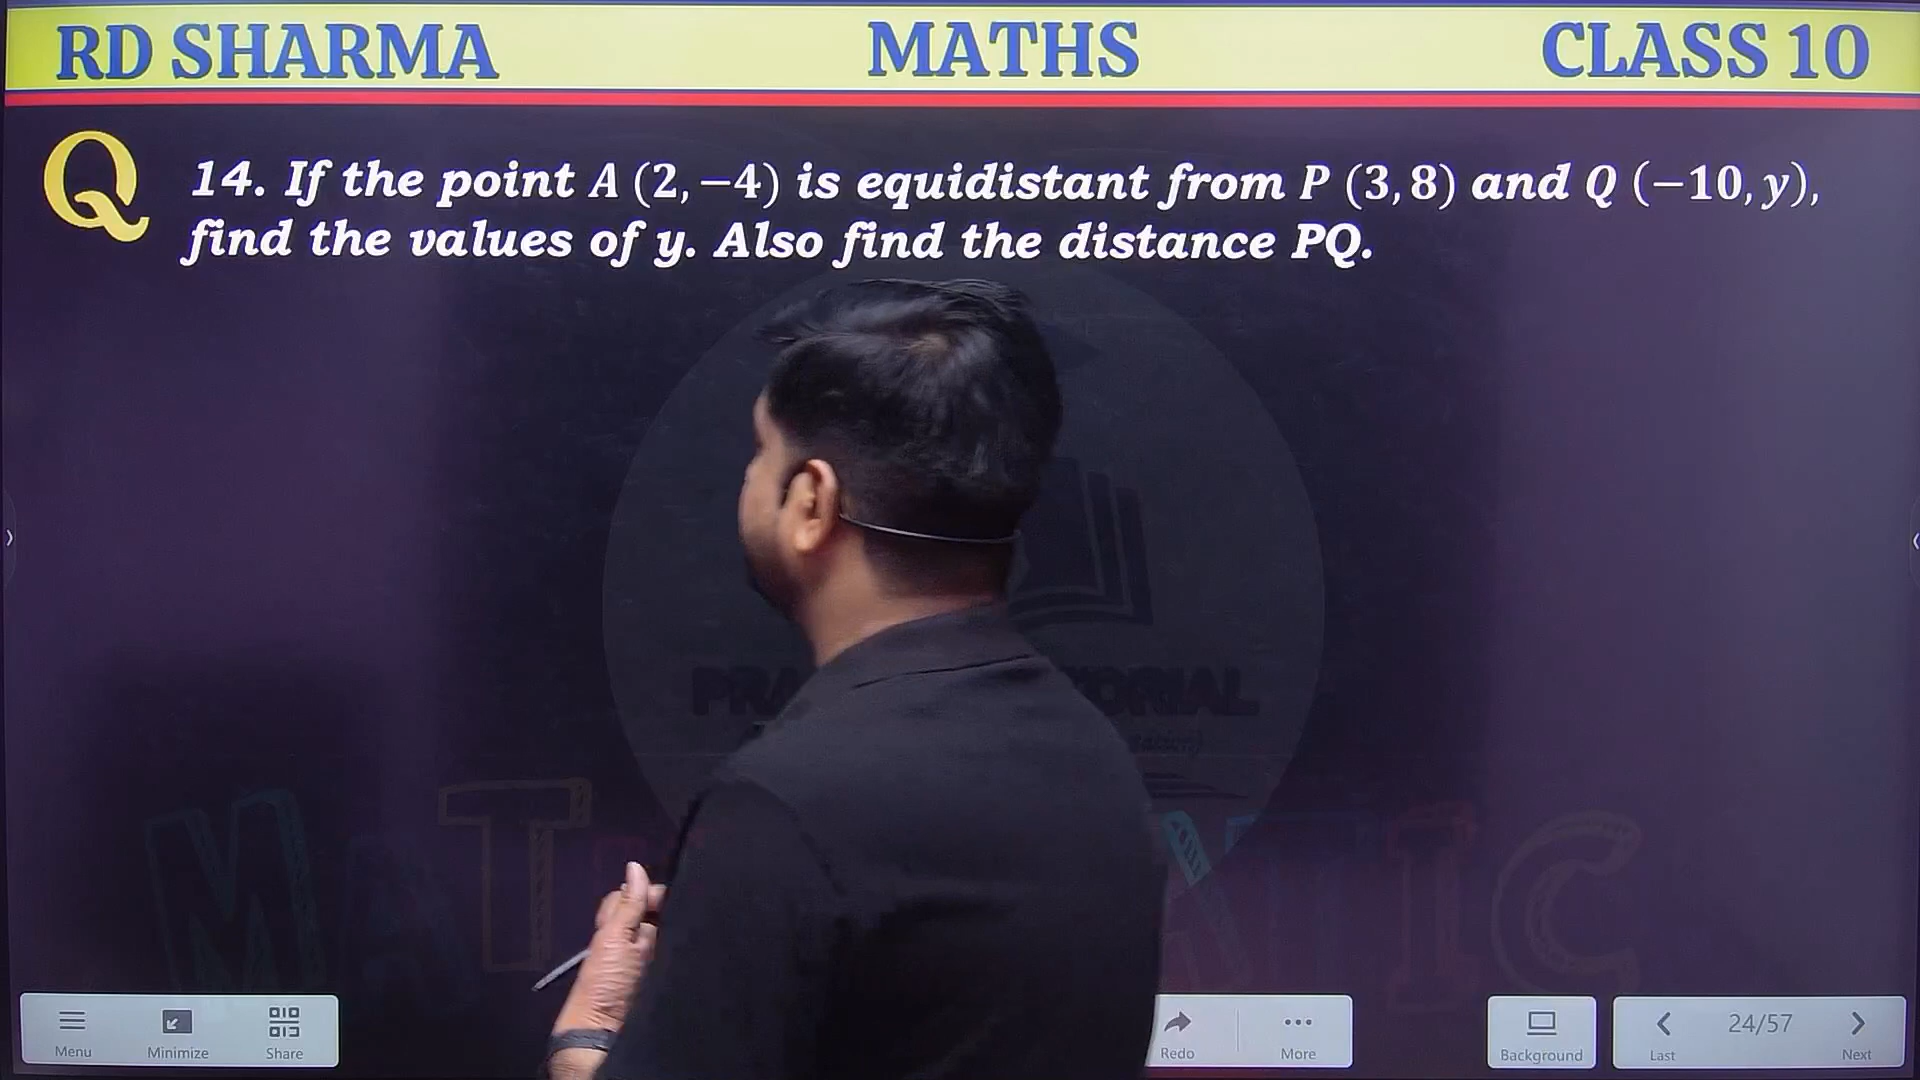 RD SHARMA MATHS CLASS 10
Q 14. If the point A (2, −4) is equidistant from P (3, 8) and Q (−10, y),
find the values of y. Also find the distance PQ.
Menu Minimize Share Redo More Background Last 24/57 Next